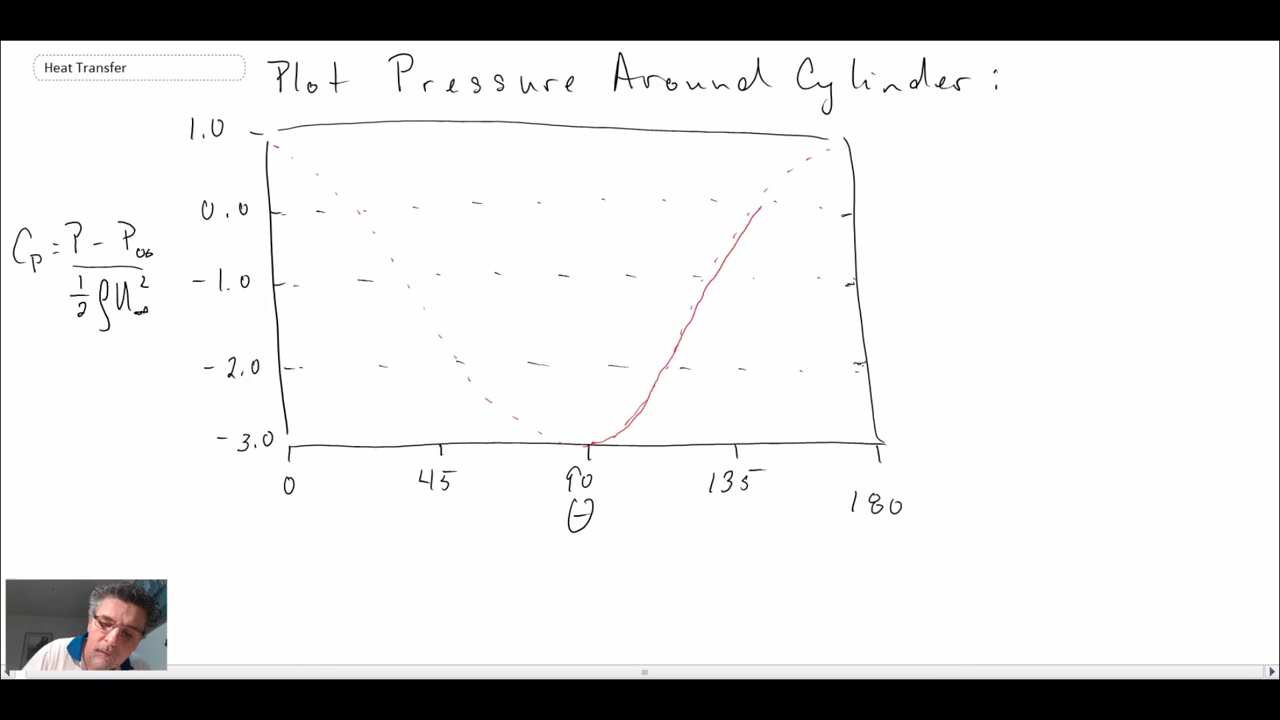 Heat Transfer
Plot Pressure Around Cylinder :
1.0
0.0
-1.0
-2.0
-3.0
Cp = P - P∞
1/2 ρ U∞²
0 45 90 135 180
θ